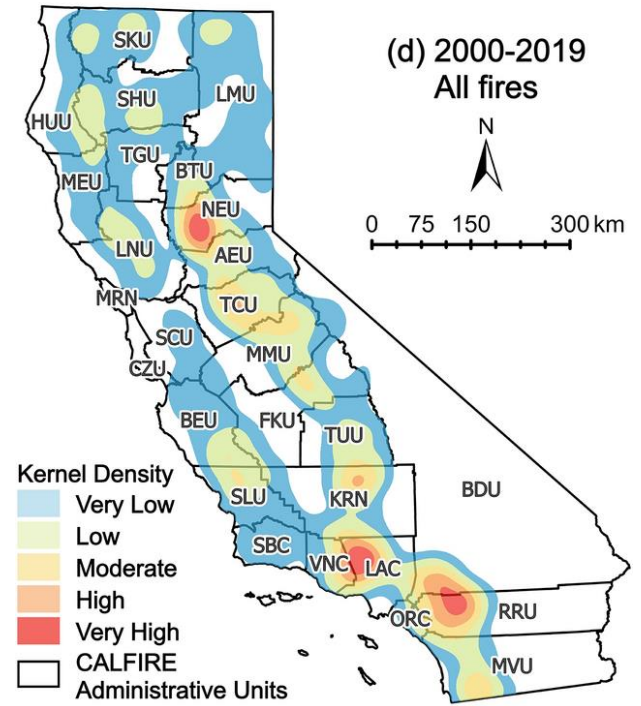 (d) 2000-2019
All fires
N
0 75 150 300 km
SKU
SHU
LMU
HUU
TGU
BTU
MEU
NEU
LNU
AEU
MRN
TCU
SCU
MMU
CZU
BEU
FKU
TUU
SLU
KRN
BDU
SBC
VNC
LAC
ORC
RRU
MVU
Kernel Density
Very Low
Low
Moderate
High
Very High
CALFIRE
Administrative Units